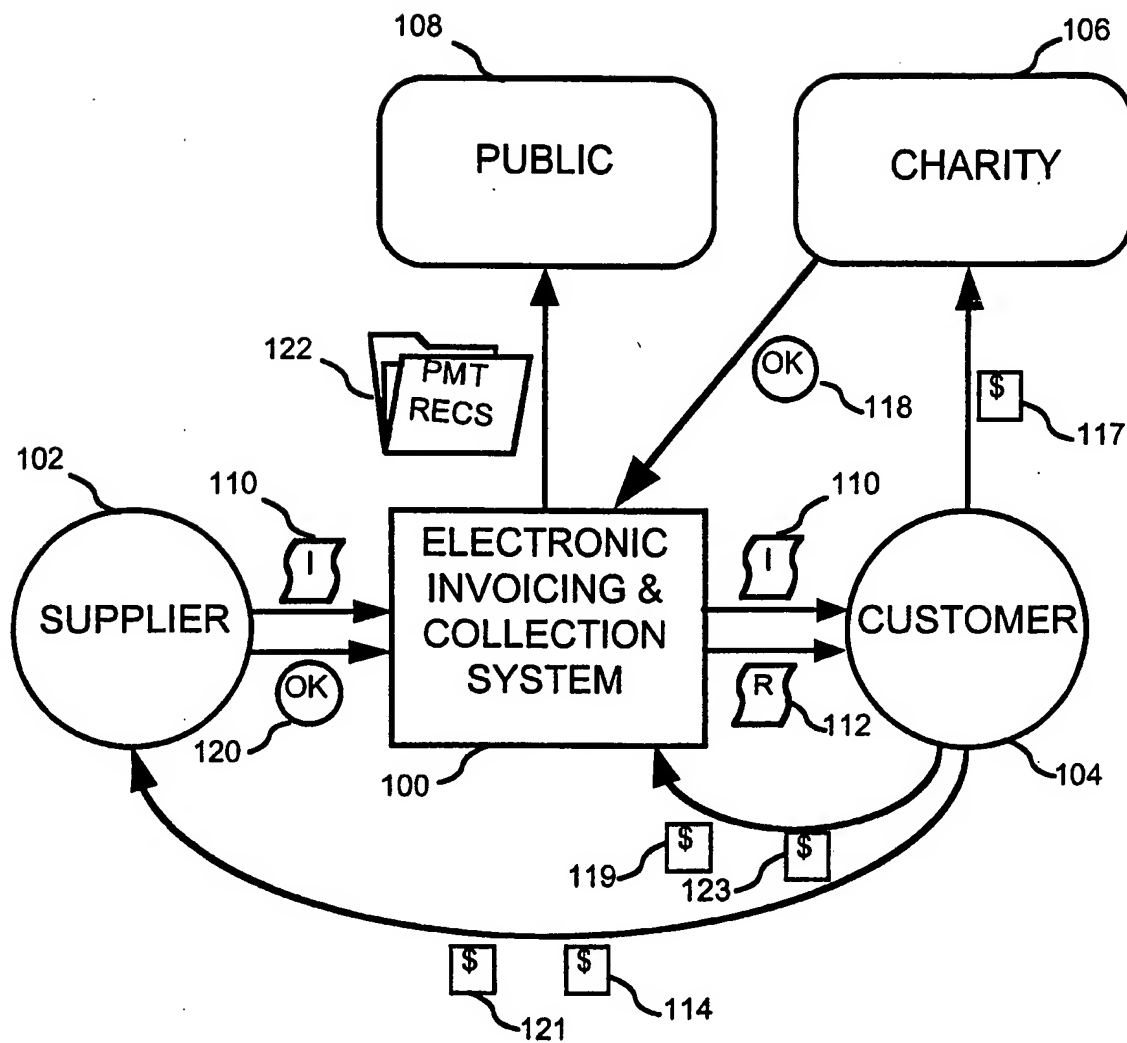 108
106
PUBLIC
CHARITY
122
PMT
RECS
OK
118
$
117
102
110
I
110
I
SUPPLIER
ELECTRONIC
INVOICING &
COLLECTION
SYSTEM
CUSTOMER
OK
120
R
112
100
104
119
$
123
$
$
121
$
114